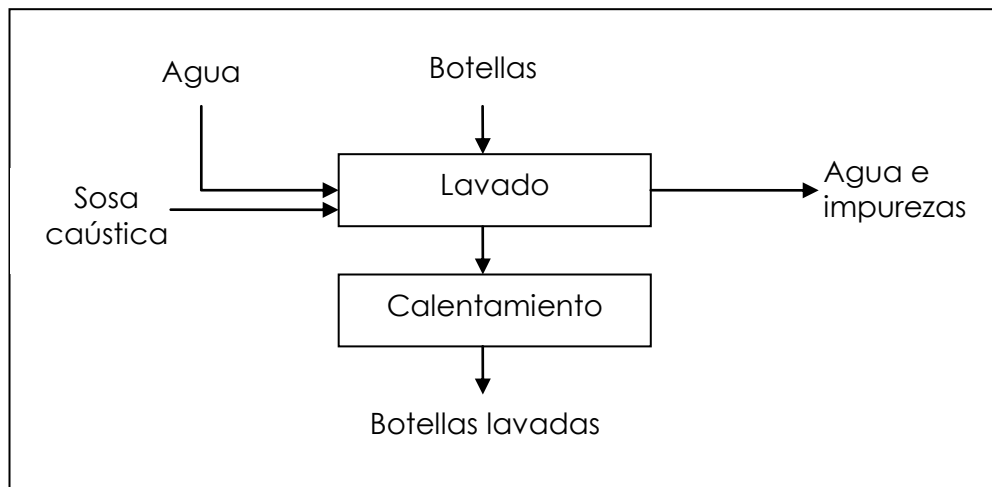 Agua
Botellas
Lavado
Sosa
caústica
Agua e
impurezas
Calentamiento
Botellas lavadas